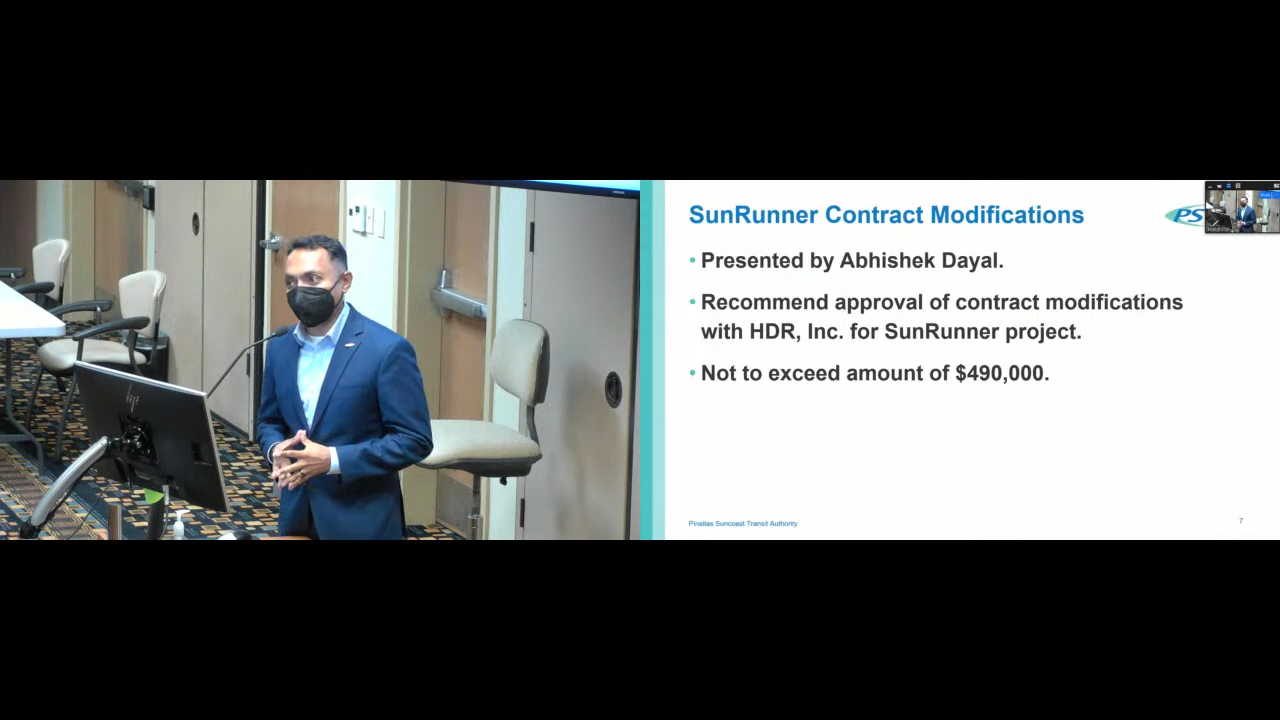 SunRunner Contract Modifications
PS
• Presented by Abhishek Dayal.
• Recommend approval of contract modifications
with HDR, Inc. for SunRunner project.
• Not to exceed amount of $490,000.
hp
Pinellas Suncoast Transit Authority
7